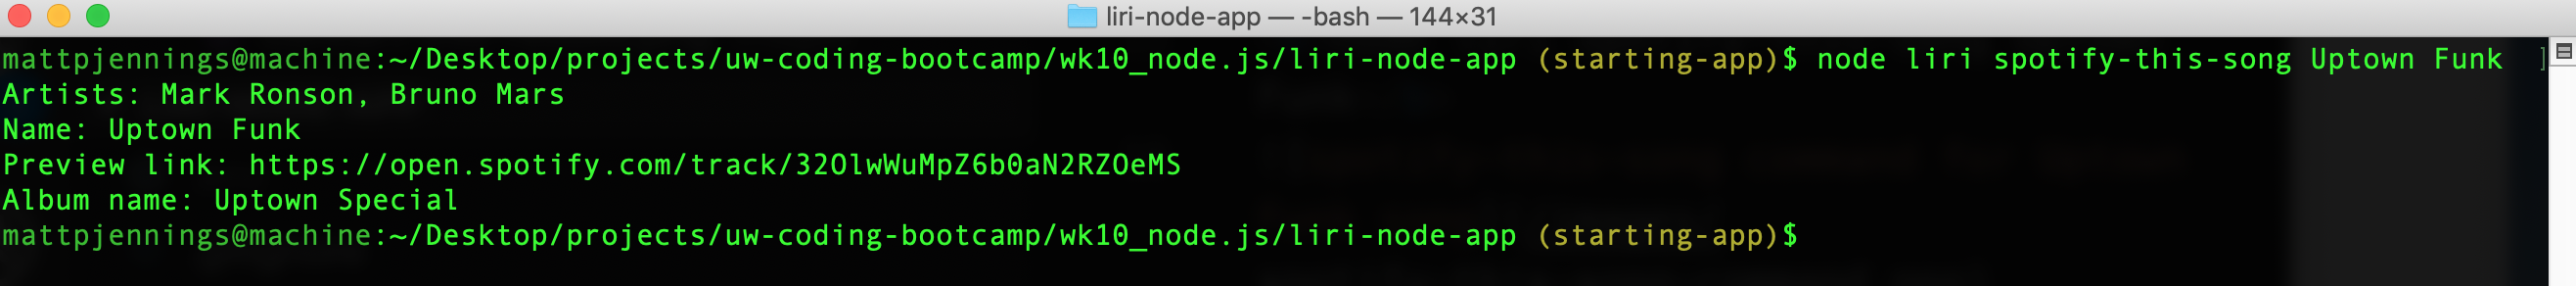 liri-node-app — -bash — 144×31
mattpjennings@machine:~/Desktop/projects/uw-coding-bootcamp/wk10_node.js/liri-node-app (starting-app)$ node liri spotify-this-song Uptown Funk ]
Artists: Mark Ronson, Bruno Mars
Name: Uptown Funk
Preview link: https://open.spotify.com/track/32OlwWuMpZ6b0aN2RZOeMS
Album name: Uptown Special
mattpjennings@machine:~/Desktop/projects/uw-coding-bootcamp/wk10_node.js/liri-node-app (starting-app)$